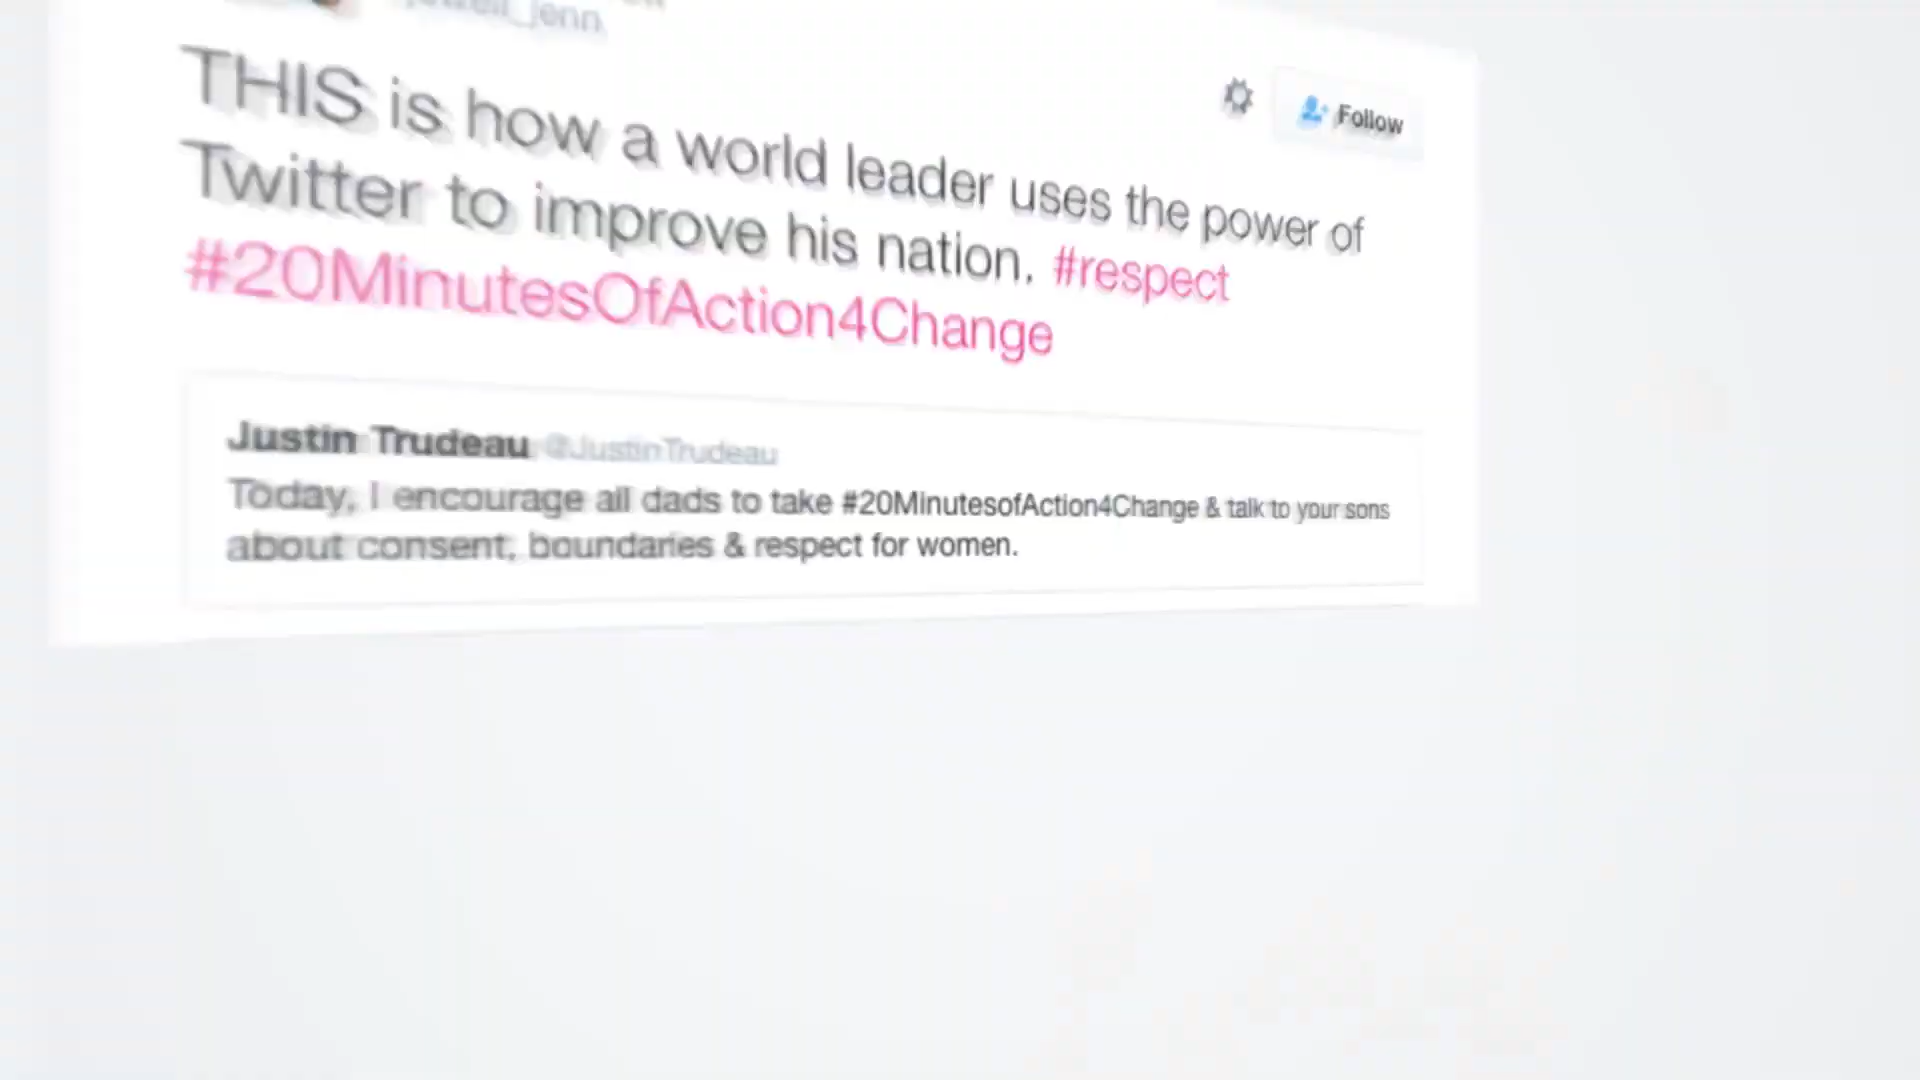 THIS is how a world leader uses the power of
Follow
Twitter to improve his nation. #respect
#20MinutesOfAction4Change
Justin Trudeau @JustinTrudeau
Today, I encourage all dads to take #20MinutesofAction4Change & talk to your sons
about consent, boundaries & respect for women.